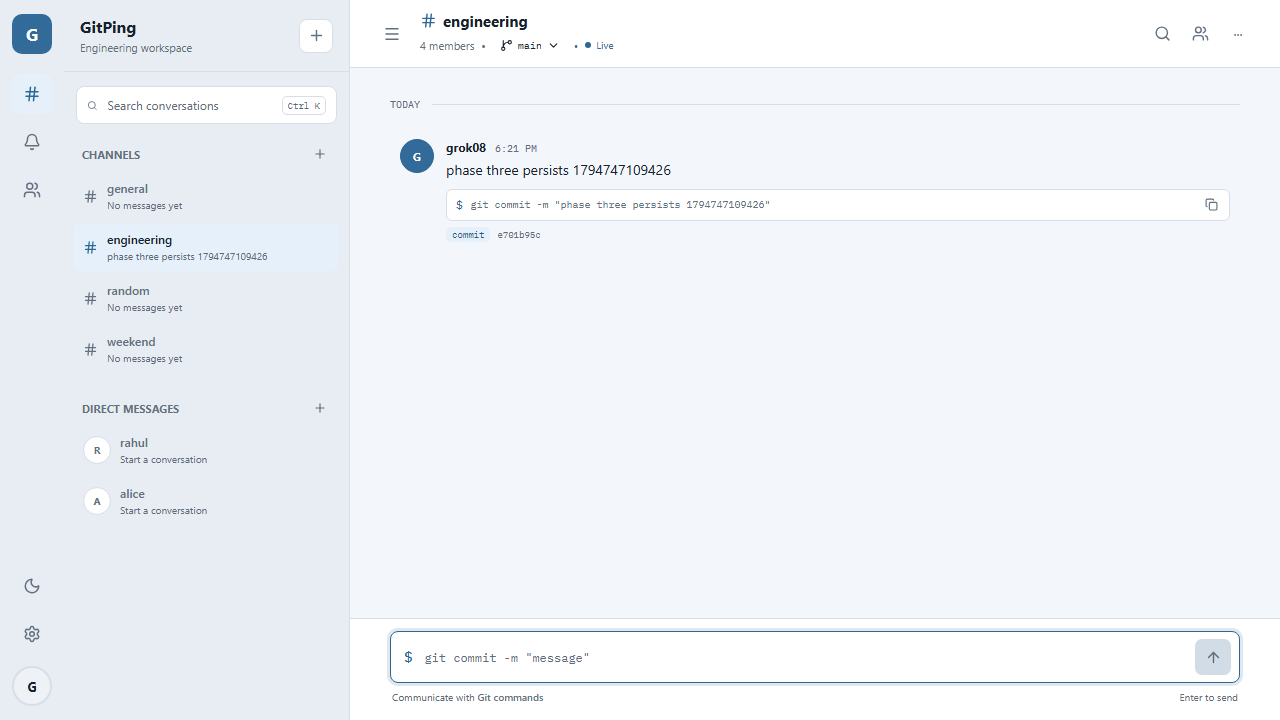 G
GitPing
Engineering workspace
Search conversations
Ctrl K
CHANNELS
general
No messages yet
engineering
phase three persists 1794747109426
random
No messages yet
weekend
No messages yet
DIRECT MESSAGES
R
rahul
Start a conversation
A
alice
Start a conversation
G
# engineering
4 members • main • Live
TODAY
G
grok08 6:21 PM
phase three persists 1794747109426
$ git commit -m "phase three persists 1794747109426"
commit e701b95c
$ git commit -m "message"
Communicate with Git commands
Enter to send